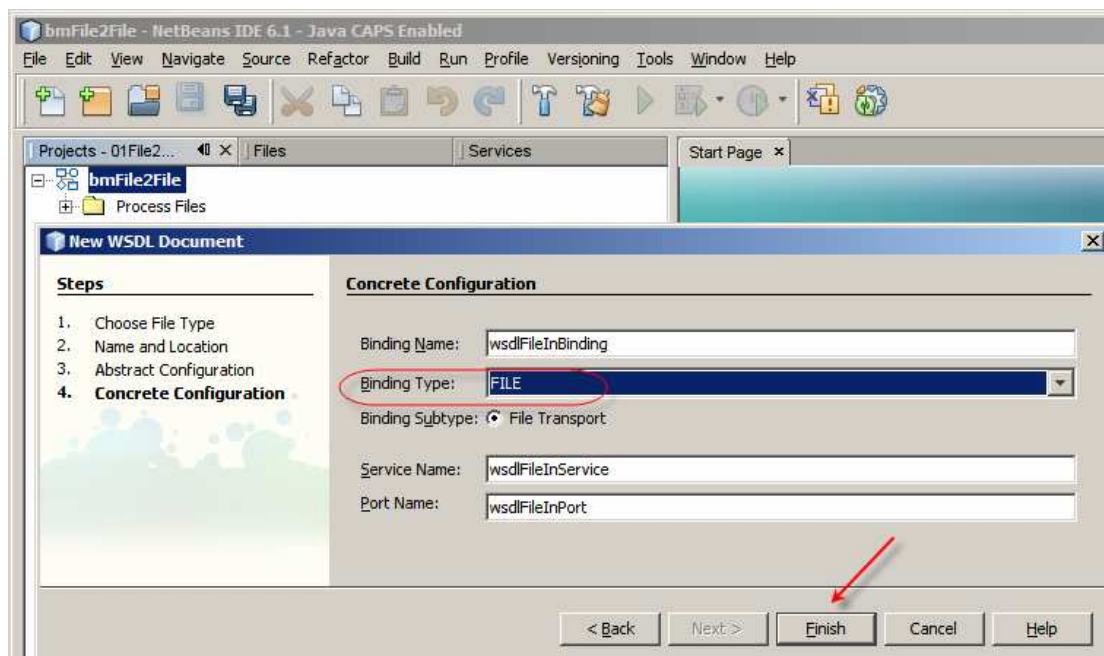 bmFile2File - NetBeans IDE 6.1 - Java CAPS Enabled
File Edit View Navigate Source Refactor Build Run Profile Versioning Tools Window Help
Projects - 01File2... Files Services Start Page
bmFile2File
Process Files
New WSDL Document
Steps
1. Choose File Type
2. Name and Location
3. Abstract Configuration
4. Concrete Configuration
Concrete Configuration
Binding Name: wsdlFileInBinding
Binding Type: FILE
Binding Subtype: File Transport
Service Name: wsdlFileInService
Port Name: wsdlFileInPort
< Back Next > Finish Cancel Help